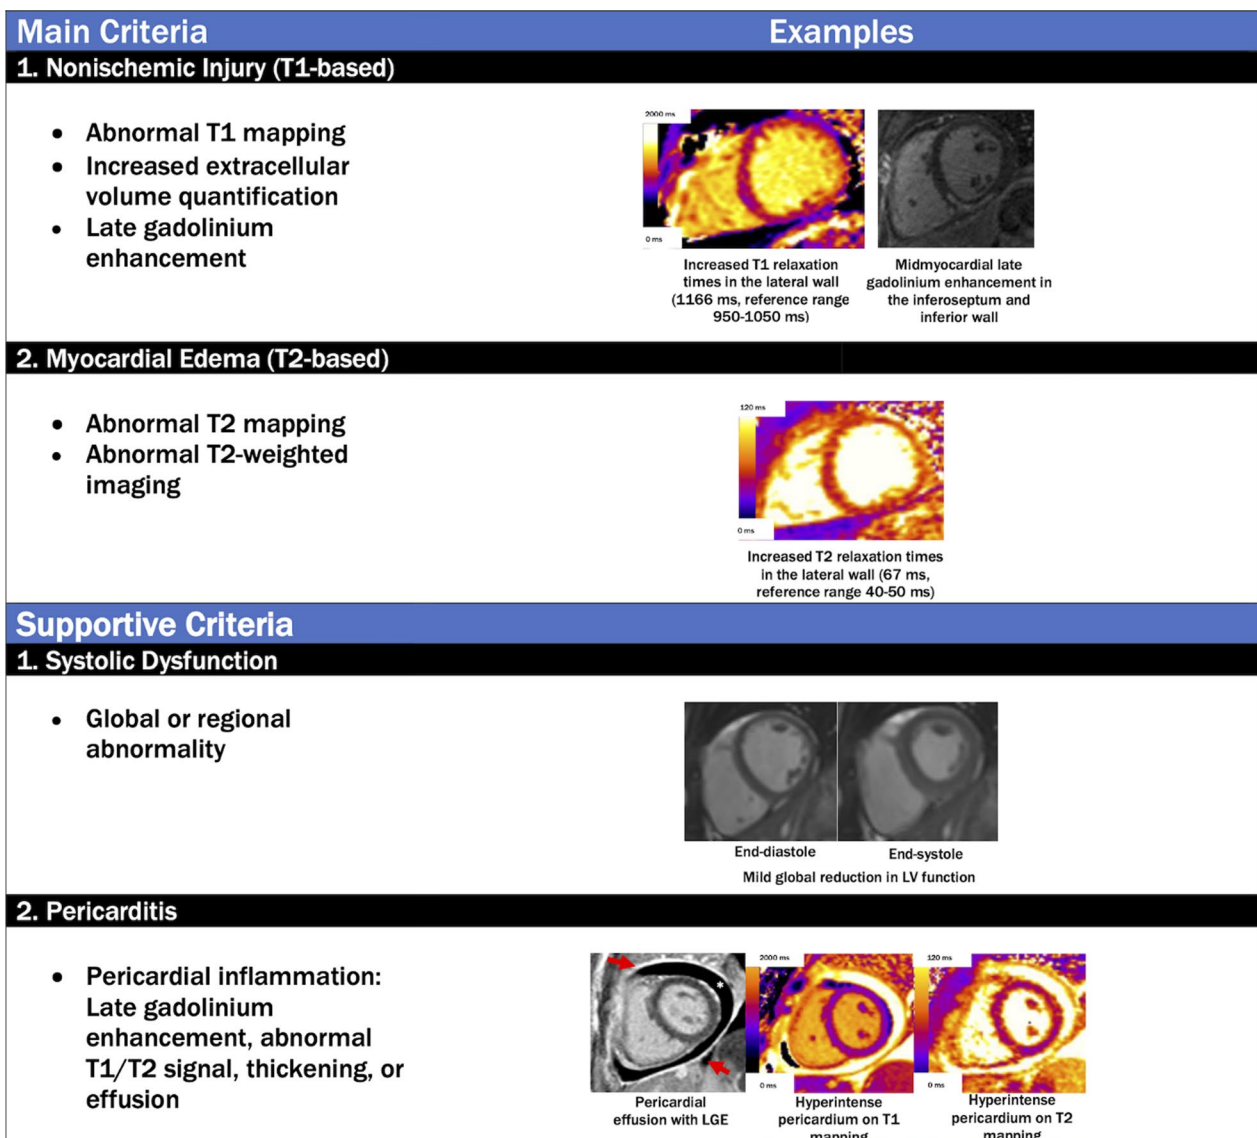 Main Criteria
Examples
1. Nonischemic Injury (T1-based)
• Abnormal T1 mapping
• Increased extracellular
volume quantification
• Late gadolinium
enhancement
2000 ms
0 ms
Increased T1 relaxation
times in the lateral wall
(1166 ms, reference range
950-1050 ms)
Midmyocardial late
gadolinium enhancement in
the inferoseptum and
inferior wall
2. Myocardial Edema (T2-based)
• Abnormal T2 mapping
• Abnormal T2-weighted
imaging
120 ms
0 ms
Increased T2 relaxation times
in the lateral wall (67 ms,
reference range 40-50 ms)
Supportive Criteria
1. Systolic Dysfunction
• Global or regional
abnormality
End-diastole
End-systole
Mild global reduction in LV function
2. Pericarditis
• Pericardial inflammation:
Late gadolinium
enhancement, abnormal
T1/T2 signal, thickening, or
effusion
*
Pericardial
effusion with LGE
2000 ms
0 ms
Hyperintense
pericardium on T1
mapping
120 ms
0 ms
Hyperintense
pericardium on T2
mapping